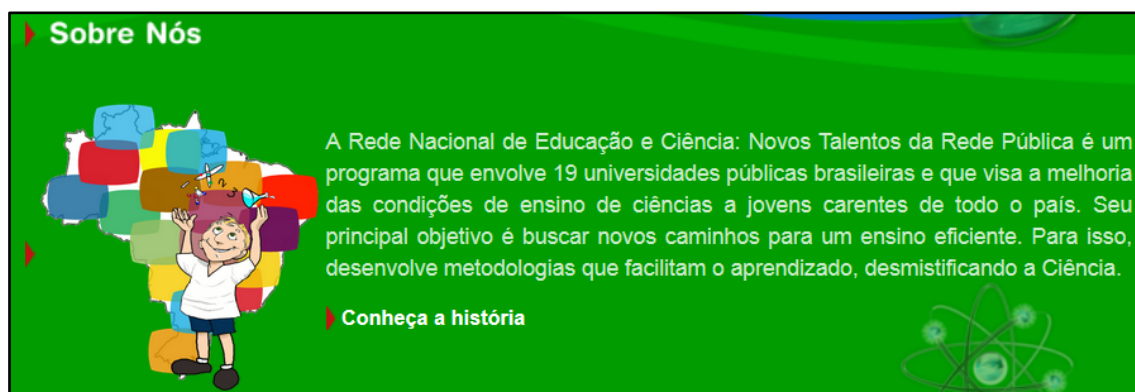 Sobre Nós
A Rede Nacional de Educação e Ciência: Novos Talentos da Rede Pública é um
programa que envolve 19 universidades públicas brasileiras e que visa a melhoria
das condições de ensino de ciências a jovens carentes de todo o país. Seu
principal objetivo é buscar novos caminhos para um ensino eficiente. Para isso,
desenvolve metodologias que facilitam o aprendizado, desmistificando a Ciência.
Conheça a história